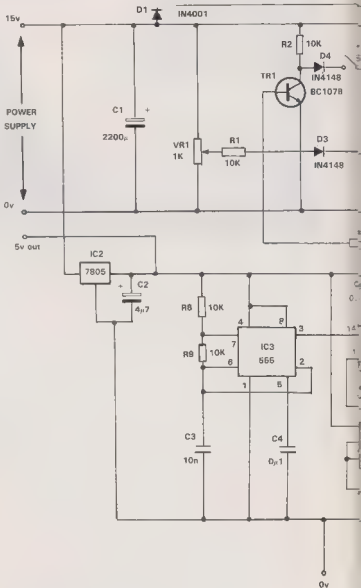 D1
IN4001
15v
R2
10K
D4
IN4148
TR1
BC107B
POWER
SUPPLY
C1
+
2200μ
VR1
1K
R1
10K
D3
IN4148
0v
5v out
IC2
7805
+
C2
4μ7
R8
10K
4
8
3
7
IC3
555
R9
10K
6
2
1
5
14
1
C3
10n
C4
0μ1
0v